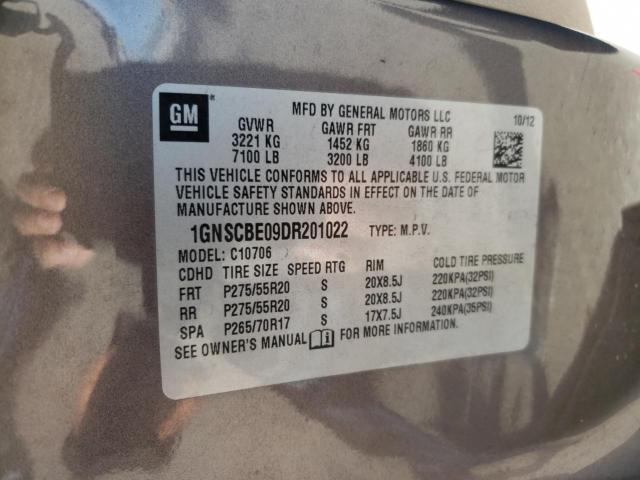 GM
MFD BY GENERAL MOTORS LLC
10/12
GVWR GAWR FRT GAWR RR
3221 KG 1452 KG 1860 KG
7100 LB 3200 LB 4100 LB
THIS VEHICLE CONFORMS TO ALL APPLICABLE U.S. FEDERAL MOTOR
VEHICLE SAFETY STANDARDS IN EFFECT ON THE DATE OF
MANUFACTURE SHOWN ABOVE.
1GNSCBE09DR201022 TYPE: M.P.V.
MODEL: C10706
CDHD TIRE SIZE SPEED RTG RIM COLD TIRE PRESSURE
FRT P275/55R20 S 20X8.5J 220KPA(32PSI)
RR P275/55R20 S 20X8.5J 220KPA(32PSI)
SPA P265/70R17 S 17X7.5J 240KPA(35PSI)
SEE OWNER'S MANUAL FOR MORE INFORMATION.